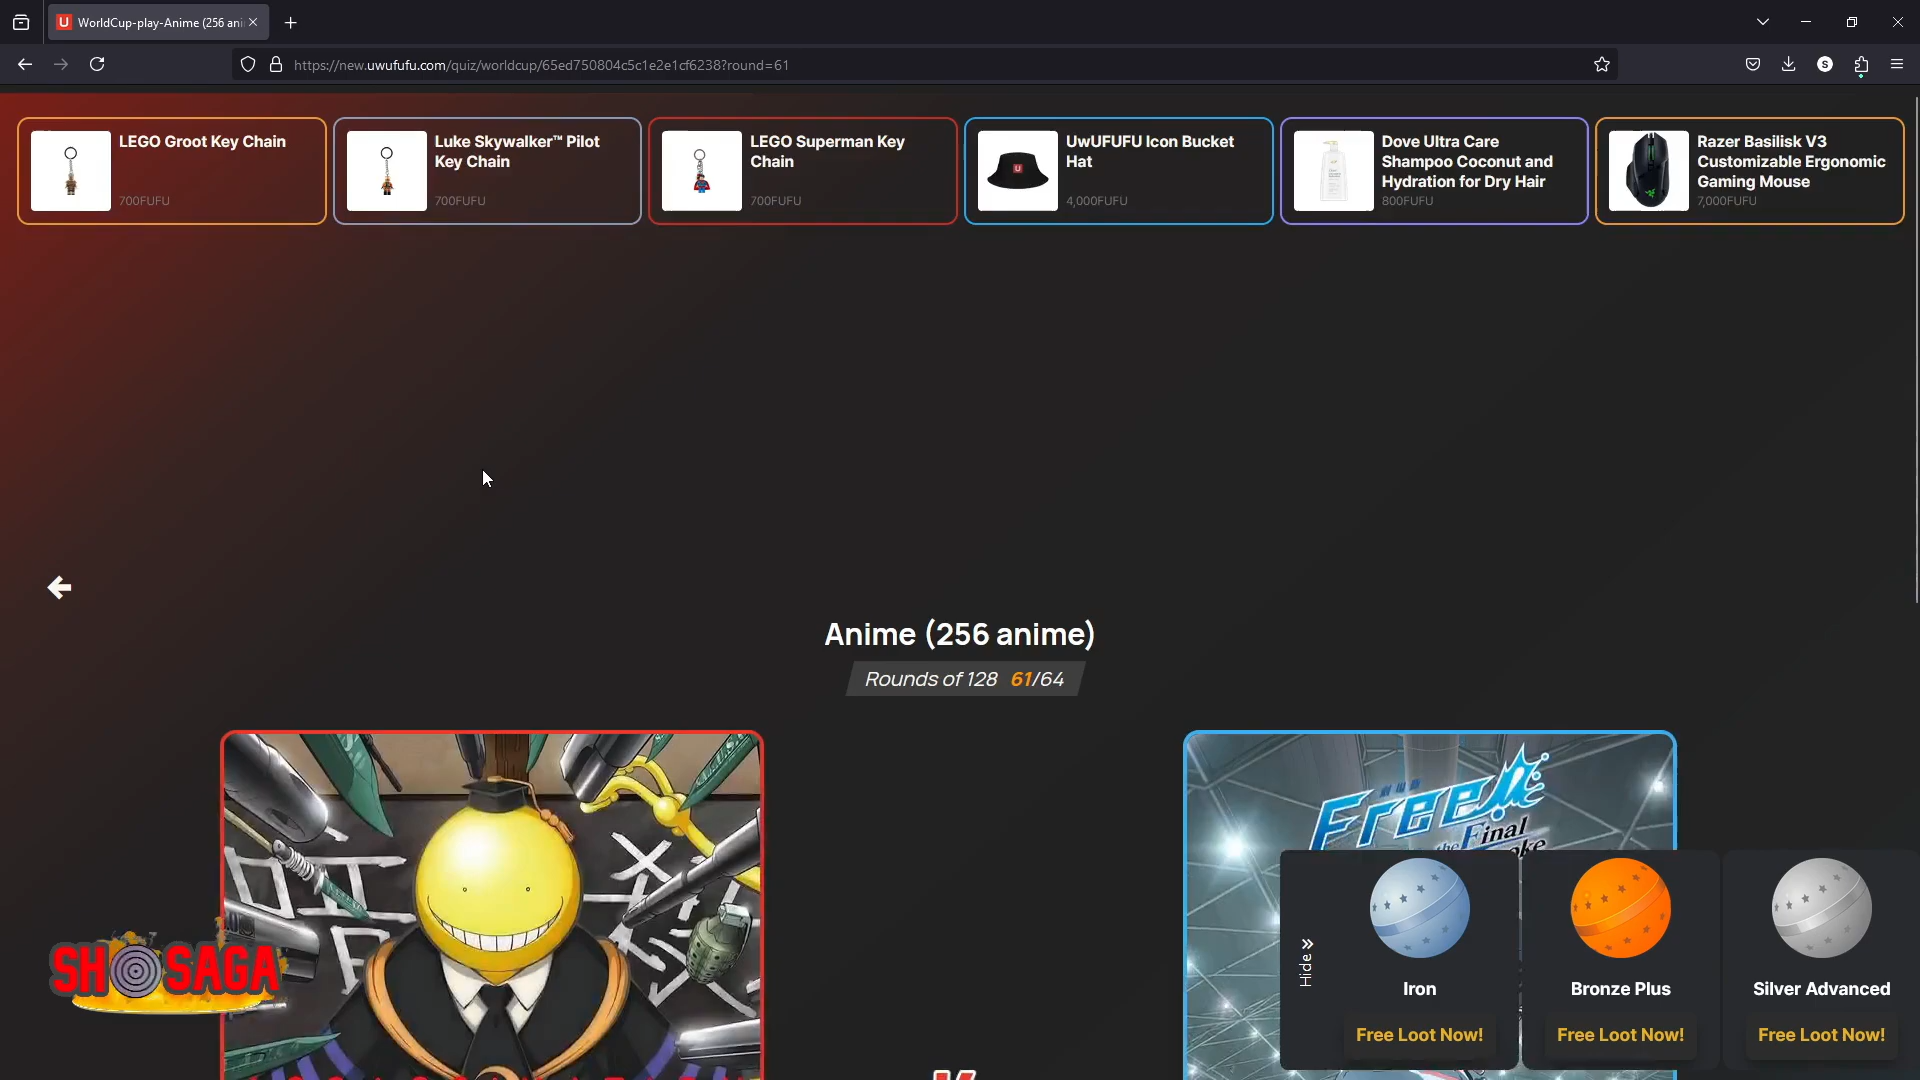 WorldCup-play-Anime (256 ani
https://new.uwufufu.com/quiz/worldcup/65ed750804c5c1e2e1cf6238?round=61
LEGO Groot Key Chain
700FUFU
Luke Skywalker™ Pilot
Key Chain
700FUFU
LEGO Superman Key
Chain
700FUFU
UwUFUFU Icon Bucket
Hat
4,000FUFU
Dove Ultra Care
Shampoo Coconut and
Hydration for Dry Hair
800FUFU
Razer Basilisk V3
Customizable Ergonomic
Gaming Mouse
7,000FUFU
Anime (256 anime)
Rounds of 128 61/64
Free!
the Final
Stroke
SHOSAGA
Hide
Iron
Free Loot Now!
Bronze Plus
Free Loot Now!
Silver Advanced
Free Loot Now!